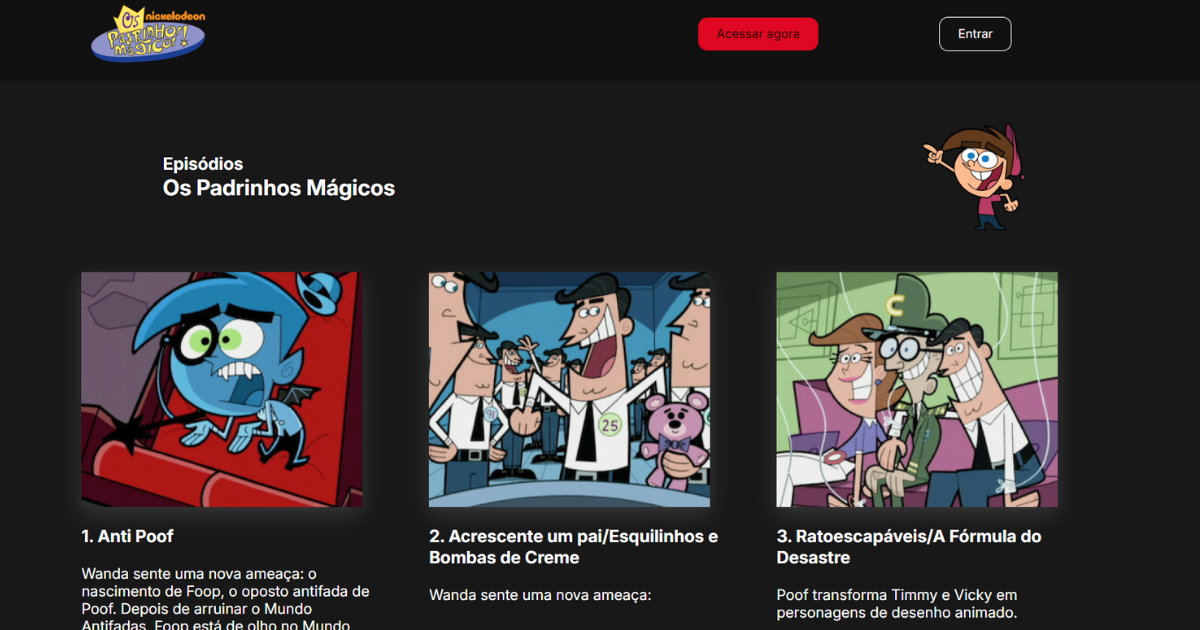 nickelodeon
Os
PADRINHOS
MÁGICOS!
Acessar agora
Entrar
Episódios
Os Padrinhos Mágicos
C
25
1. Anti Poof
2. Acrescente um pai/Esquilinhos e
Bombas de Creme
3. Ratoescapáveis/A Fórmula do
Desastre
Wanda sente uma nova ameaça: o
nascimento de Foop, o oposto antifada de
Poof. Depois de arruinar o Mundo
Antifadas, Foop está de olho no Mundo
Wanda sente uma nova ameaça:
Poof transforma Timmy e Vicky em
personagens de desenho animado.